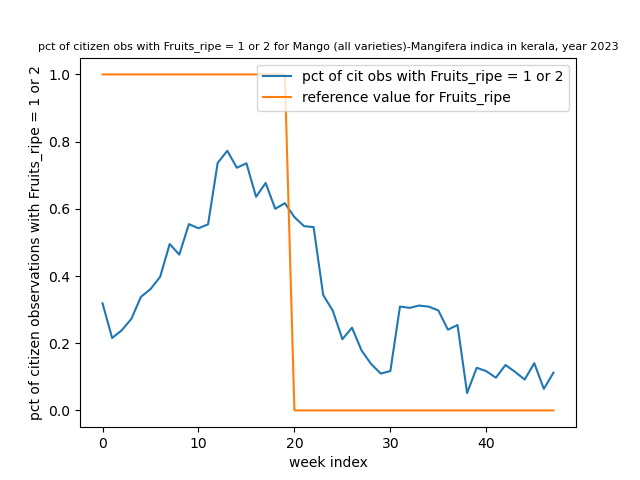 pct of citizen obs with Fruits_ripe = 1 or 2 for Mango (all varieties)-Mangifera indica in kerala, year 2023
pct of cit obs with Fruits_ripe = 1 or 2
reference value for Fruits_ripe
pct of citizen observations with Fruits_ripe = 1 or 2
1.0
0.8
0.6
0.4
0.2
0.0
0 10 20 30 40
week index